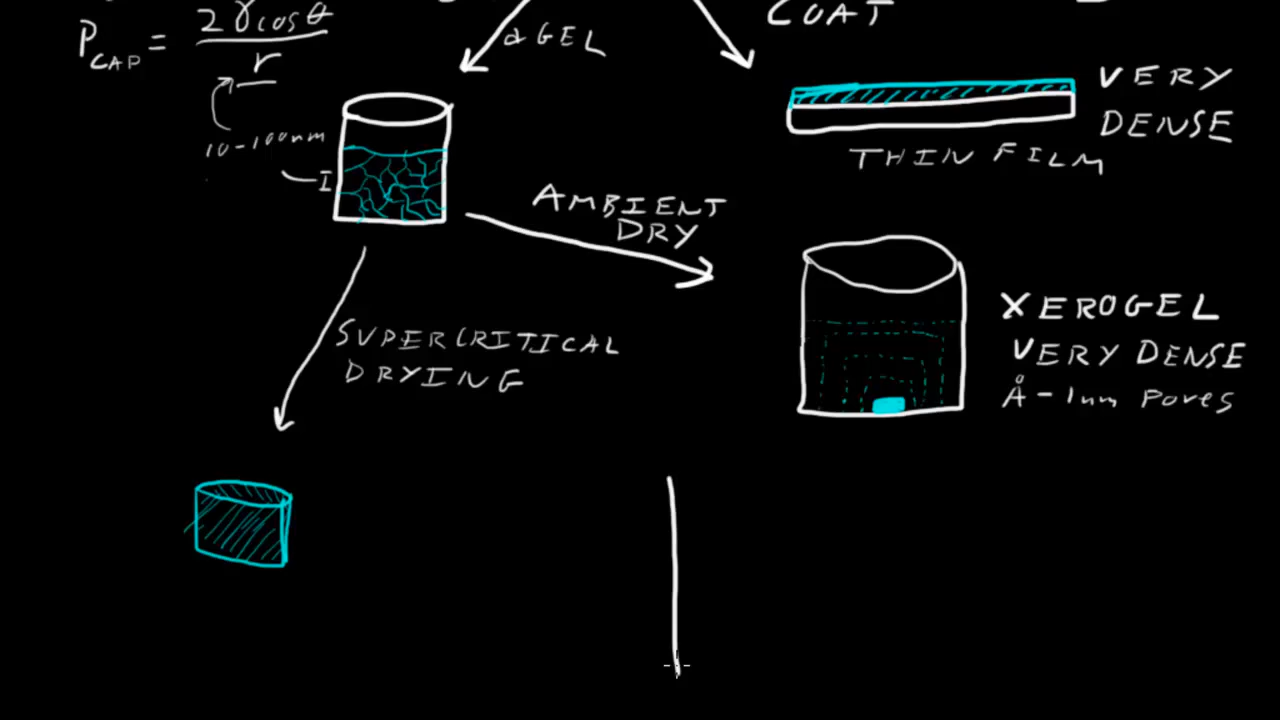 COAT
P_CAP = 2γcosθ / r
αGEL
VERY
DENSE
THIN FILM
10-100nm
I
AMBIENT
DRY
XEROGEL
VERY DENSE
Å-1nm Pores
SUPERCRITICAL
DRYING